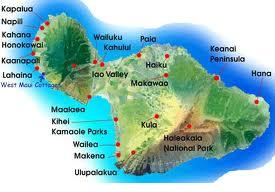 Kapalua
Napili
Kahana
Honokowai
Kaanapali
Lahaina
West Maui Cottages
Wailuku
Kahului
Iao Valley
Paia
Haiku
Makawao
Keanai
Peninsula
Hana
Maalaea
Kihei
Kamaole Parks
Wailea
Makena
Ulupalakua
Kula
Haleakala
National Park